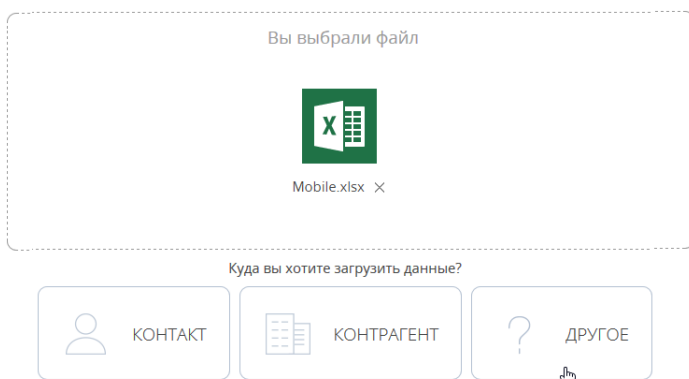 Вы выбрали файл
X
Mobile.xlsx
Куда вы хотите загрузить данные?
КОНТАКТ
КОНТРАГЕНТ
? ДРУГОЕ